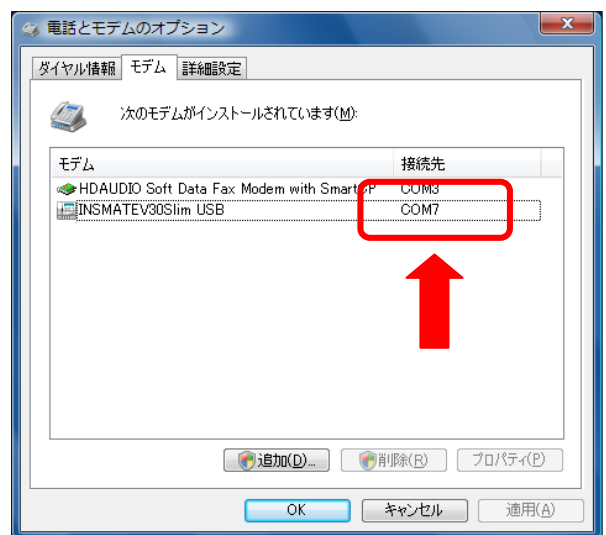 電話とモデムのオプション
ダイヤル情報 モデム 詳細設定
次のモデムがインストールされています(M):
モデム 接続先
HDAUDIO Soft Data Fax Modem with SmartCP COM3
INSMATEV30Slim USB COM7
追加(D)... 削除(R) プロパティ(P)
OK キャンセル 適用(A)